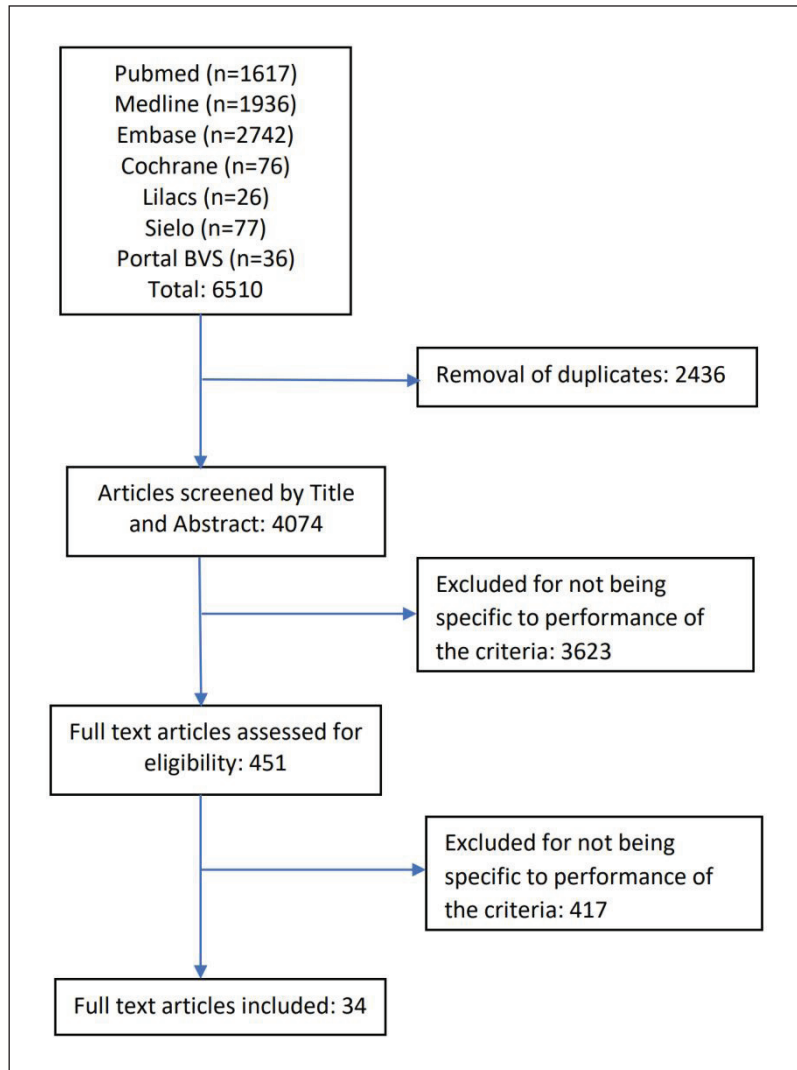 Pubmed (n=1617)
Medline (n=1936)
Embase (n=2742)
Cochrane (n=76)
Lilacs (n=26)
Sielo (n=77)
Portal BVS (n=36)
Total: 6510
Removal of duplicates: 2436
Articles screened by Title
and Abstract: 4074
Excluded for not being
specific to performance of
the criteria: 3623
Full text articles assessed for
eligibility: 451
Excluded for not being
specific to performance of
the criteria: 417
Full text articles included: 34